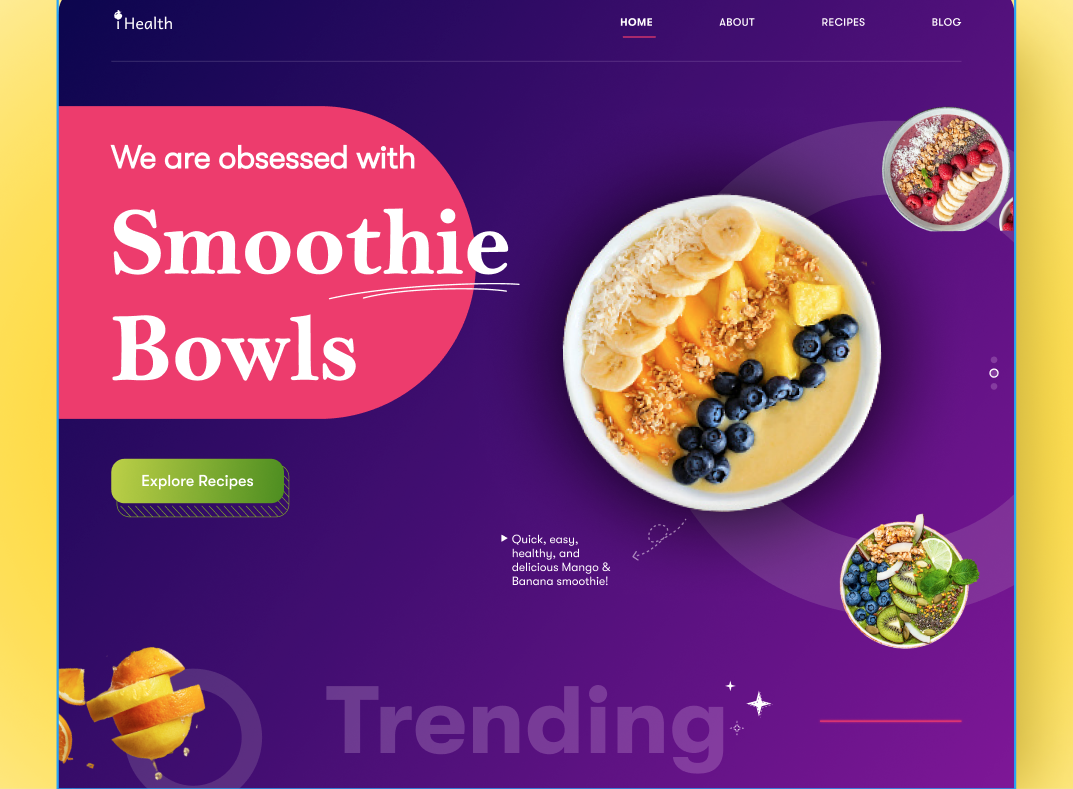 iHealth
HOME ABOUT RECIPES BLOG
We are obsessed with
Smoothie
Bowls
Explore Recipes
Quick, easy,
healthy, and
delicious Mango &
Banana smoothie!
Trending